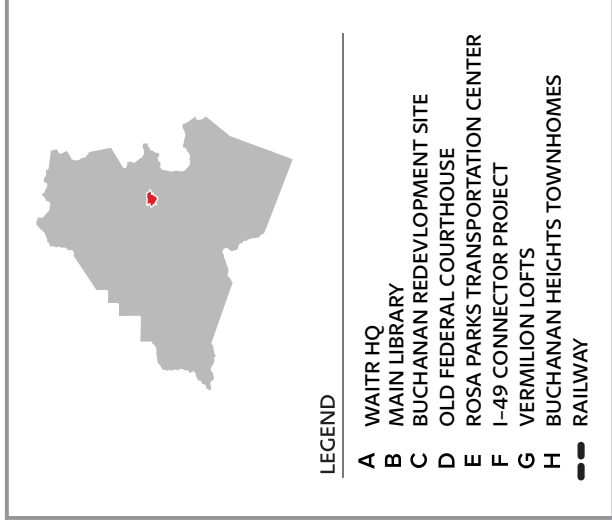 LEGEND
A WAITR HQ
B MAIN LIBRARY
C BUCHANAN REDEVLOPMENT SITE
D OLD FEDERAL COURTHOUSE
E ROSA PARKS TRANSPORTATION CENTER
F I-49 CONNECTOR PROJECT
G VERMILION LOFTS
H BUCHANAN HEIGHTS TOWNHOMES
RAILWAY